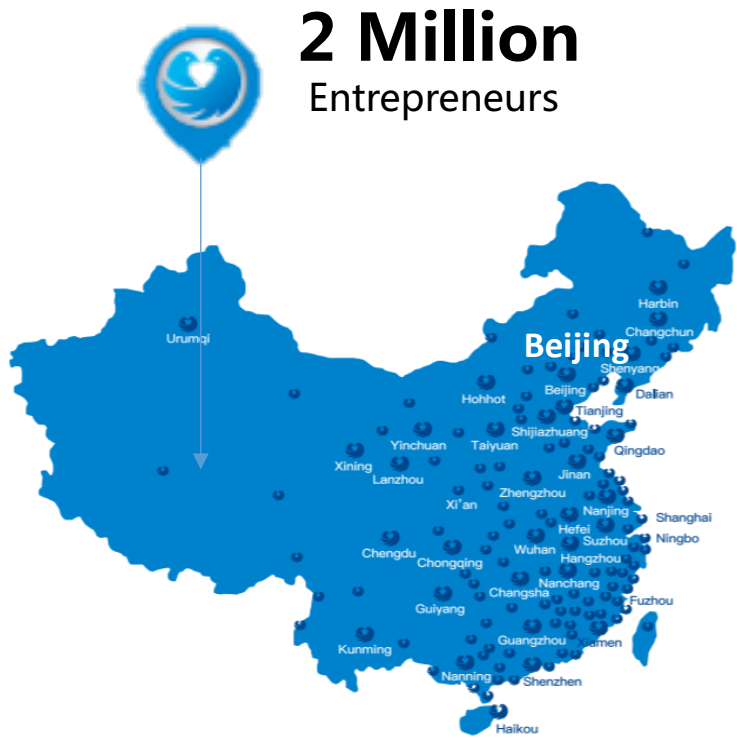 2 Million
Entrepreneurs
Harbin
Changchun
Urumqi
Beijing
Shenyang
Beijing
Dalian
Hohhot
Tianjing
Shijiazhuang
Yinchuan
Taiyuan
Qingdao
Xining
Lanzhou
Jinan
Zhengzhou
Xi'an
Nanjing
Shanghai
Hefei
Suzhou
Ningbo
Chengdu
Wuhan
Hangzhou
Chongqing
Nanchang
Changsha
Guiyang
Fuzhou
Guangzhou
Xiamen
Kunming
Nanning
Shenzhen
Haikou